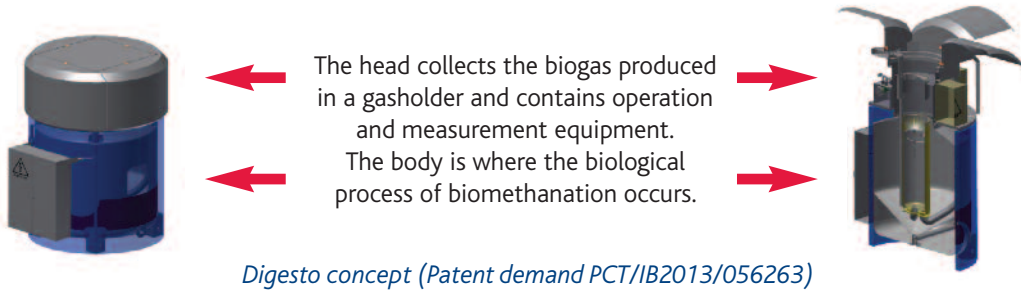 The head collects the biogas produced
in a gasholder and contains operation
and measurement equipment.
The body is where the biological
process of biomethanation occurs.
Digesto concept (Patent demand PCT/IB2013/056263)